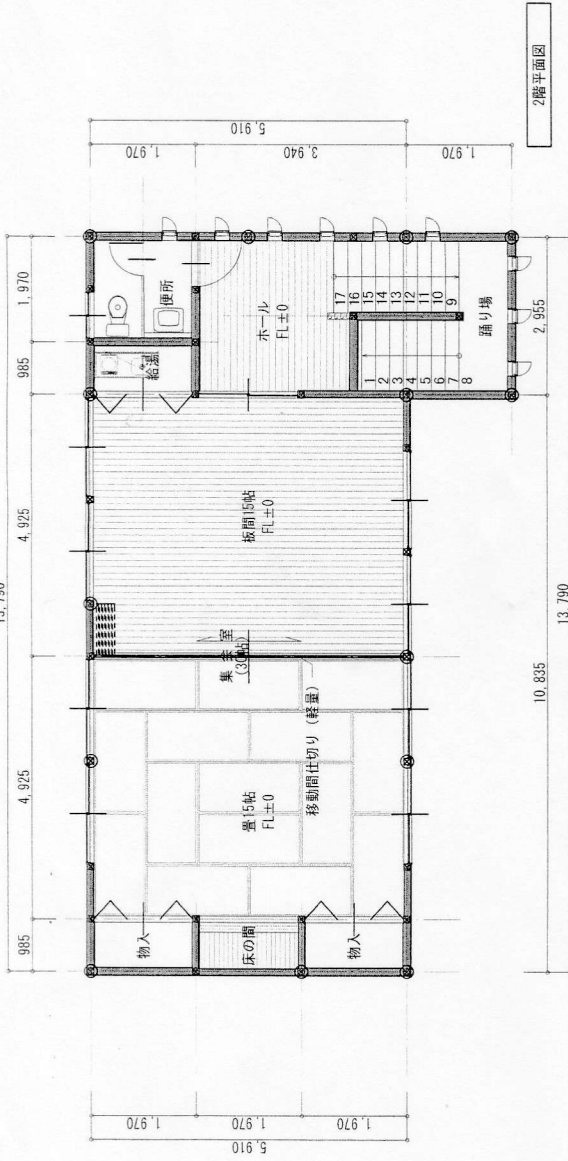 2階平面図
13,790
985
4,925
4,925
985
1,970
5,910
1,970
3,940
1,970
5,910
1,970
1,970
1,970
物入
床の間
物入
畳15帖
FL±0
集会室
(30帖)
移動間仕切り（軽量）
板間15帖
FL±0
給湯
便所
ホール
FL±0
17
16
15
14
13
12
11
10
9
1
2
3
4
5
6
7
8
踊り場
10,835
2,955
13,790